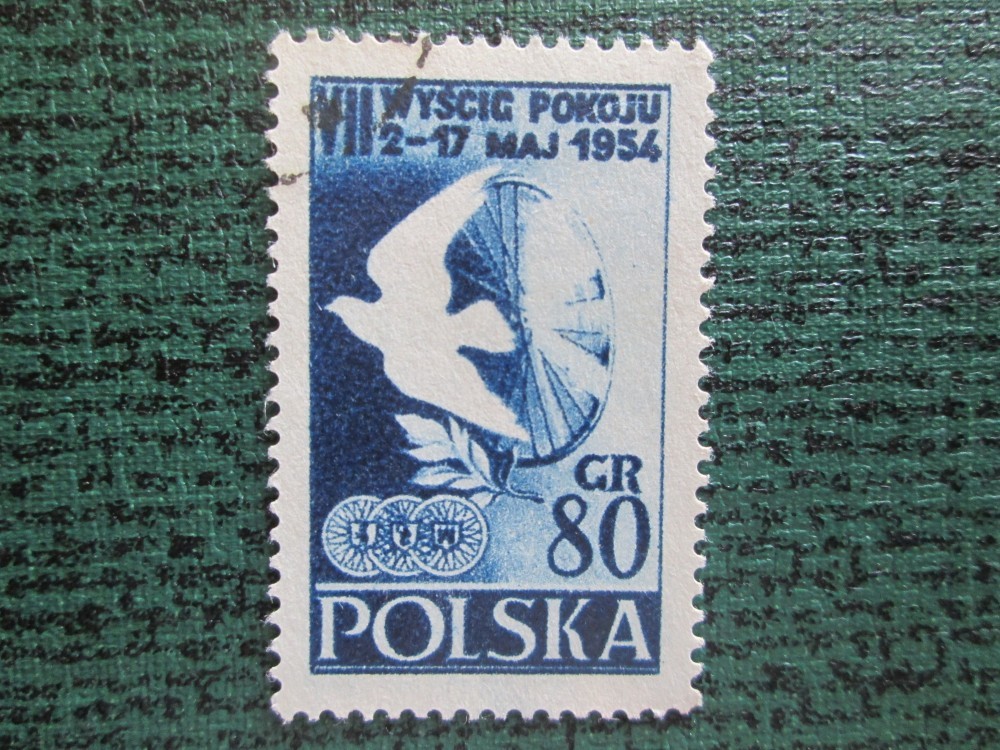 VII WYŚCIG POKOJU
2-17 MAJ 1954
GR
80
POLSKA